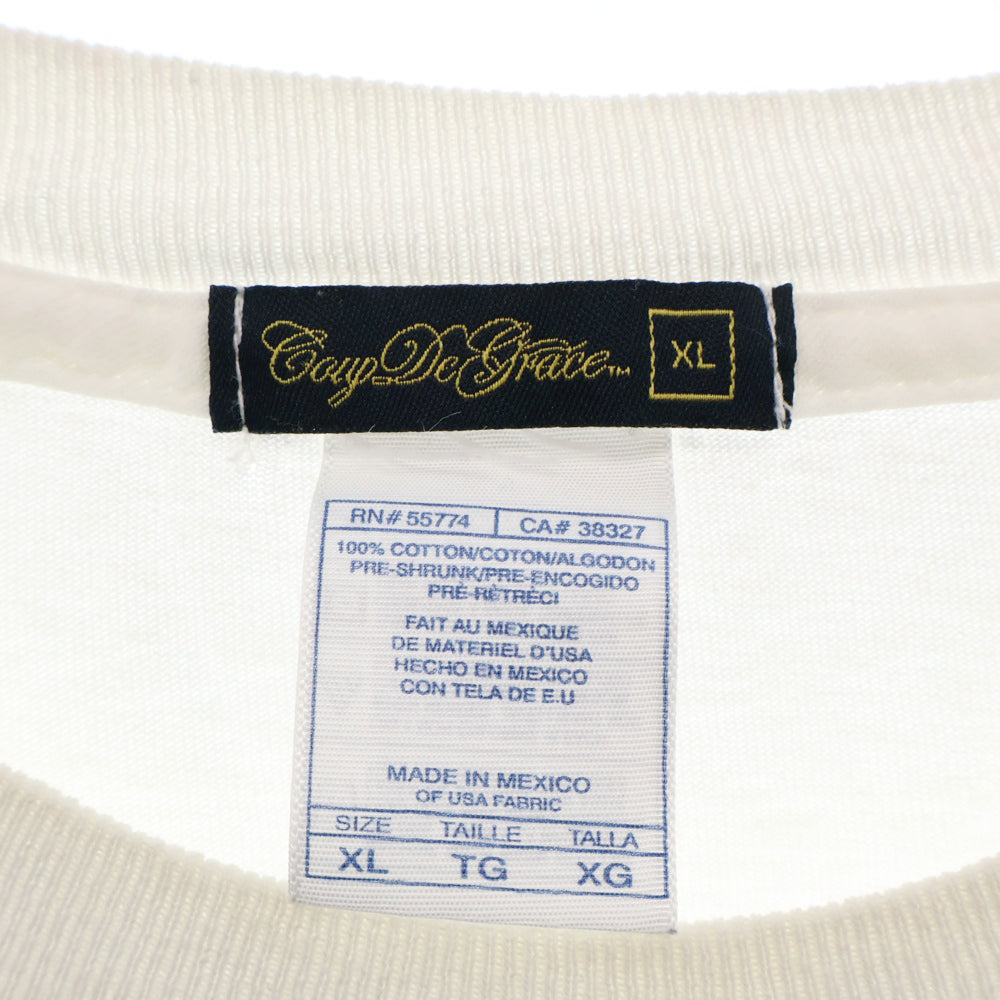 Coup De Grace™ XL
RN# 55774 CA# 38327
100% COTTON/COTON/ALGODON
PRE-SHRUNK/PRE-ENCOGIDO
PRÈ-RÈTRÈCI
FAIT AU MEXIQUE
DE MATERIEL D'USA
HECHO EN MEXICO
CON TELA DE E.U
MADE IN MEXICO
OF USA FABRIC
SIZE TAILLE TALLA
XL TG XG